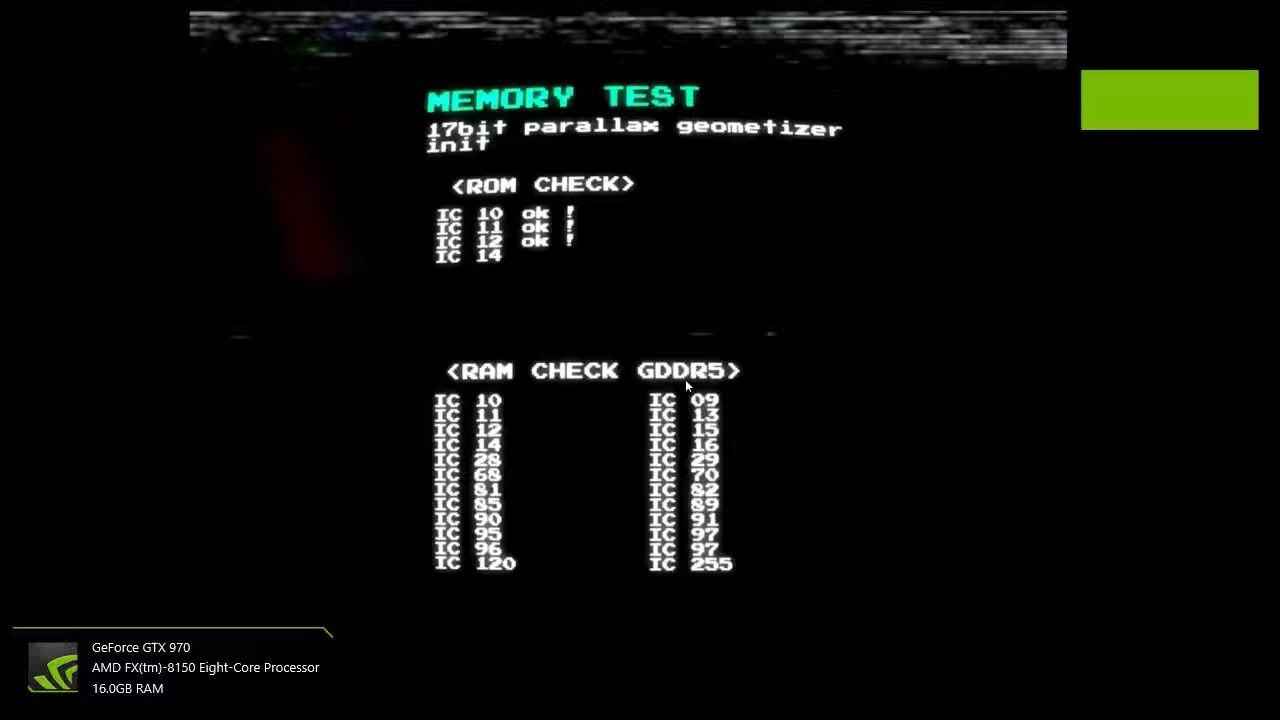 MEMORY TEST
17bit parallax geometizer
init
<ROM CHECK>
IC 10 ok !
IC 11 ok !
IC 12 ok !
IC 14
<RAM CHECK GDDR5>
IC 10 IC 09
IC 11 IC 13
IC 12 IC 15
IC 14 IC 16
IC 28 IC 29
IC 68 IC 70
IC 81 IC 82
IC 85 IC 89
IC 90 IC 91
IC 95 IC 97
IC 96 IC 97
IC 120 IC 255
GeForce GTX 970
AMD FX(tm)-8150 Eight-Core Processor
16.0GB RAM